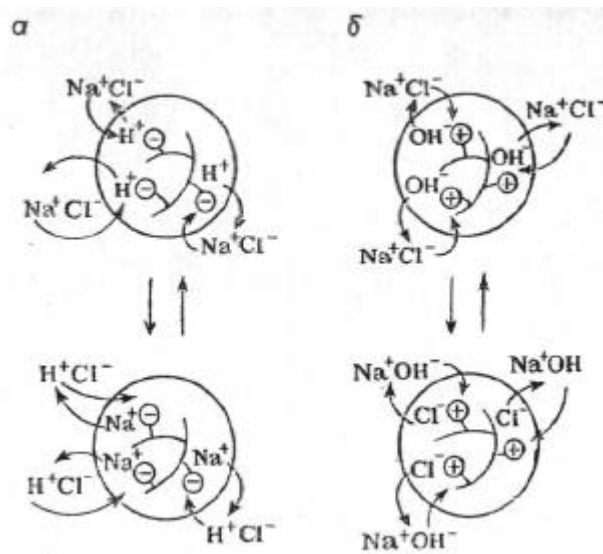 а
б
Na⁺Cl⁻
H⁺ ⊖
H⁺ ⊖
H⁺
⊖
Na⁺Cl⁻
Na⁺Cl⁻
Na⁺Cl⁻
Na⁺Cl⁻
OH⁻ ⊕
OH⁻
⊕
OH⁻
⊕
Na⁺Cl⁻
H⁺Cl⁻
Na⁺ ⊖
Na⁺ ⊖
Na⁺
⊖
H⁺Cl⁻
H⁺Cl⁻
Na⁺OH⁻
Na⁺OH
Cl⁻ ⊕
Cl⁻
⊕
Cl⁻ ⊕
Na⁺OH⁻